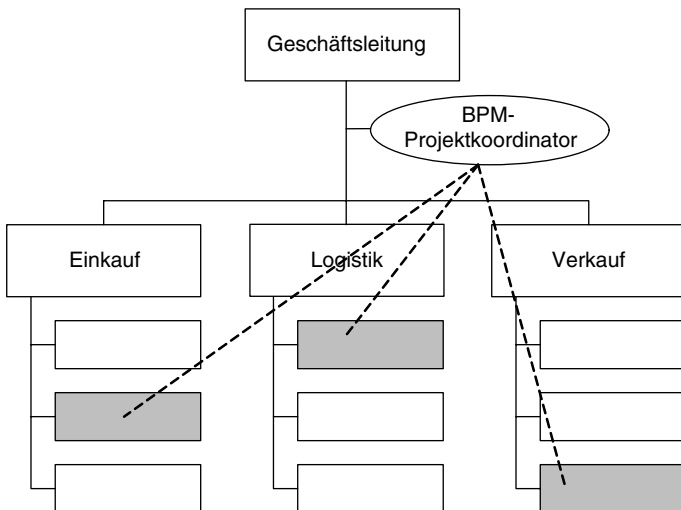 Geschäftsleitung
BPM-
Projektkoordinator
Einkauf
Logistik
Verkauf